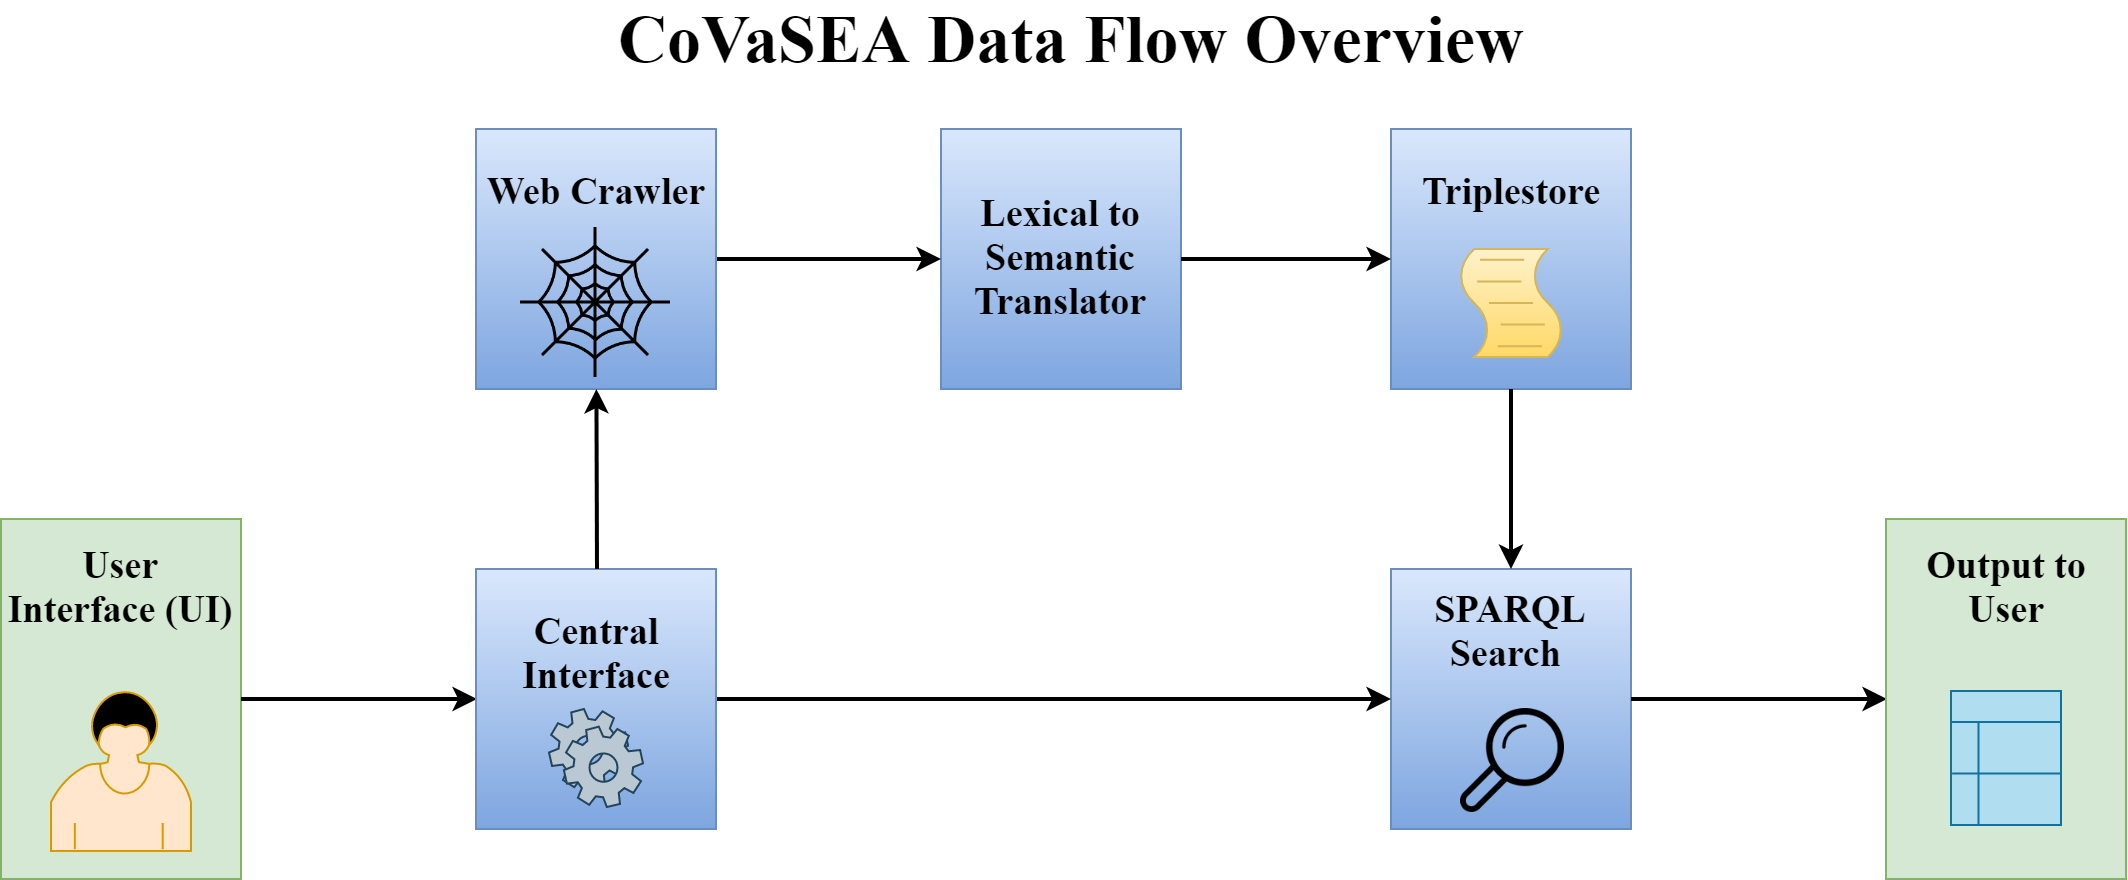 CoVaSEA Data Flow Overview
Web Crawler
Lexical to
Semantic
Translator
Triplestore
User
Interface (UI)
Central
Interface
SPARQL
Search
Output to
User